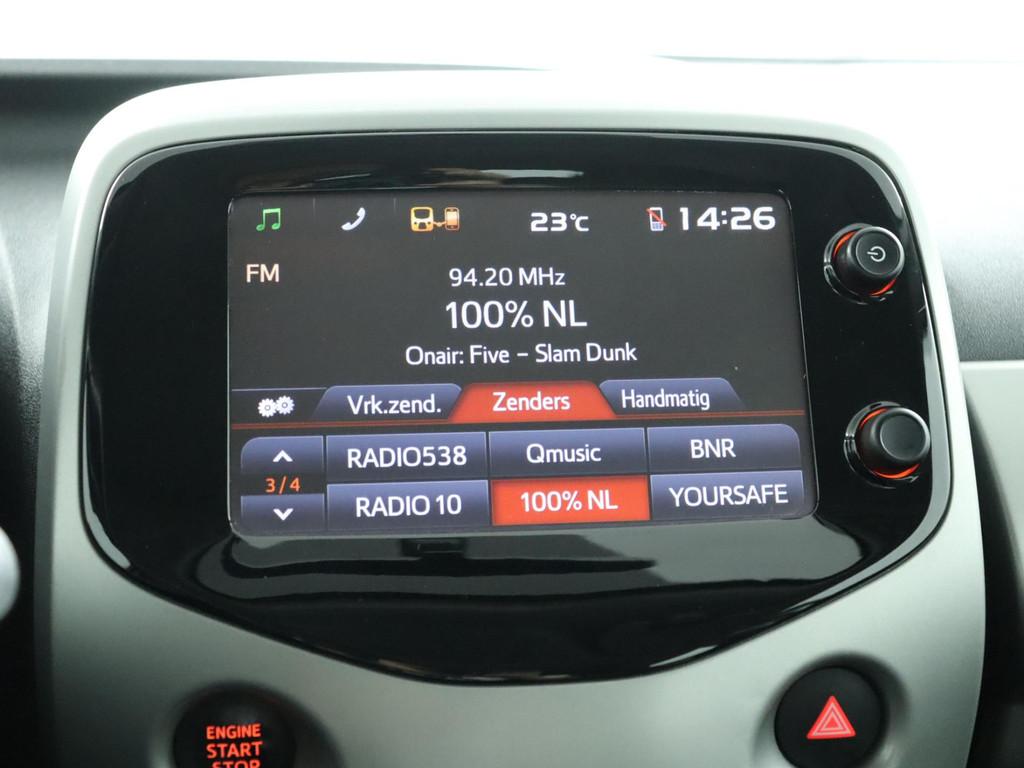 23°C 14:26
FM
94.20 MHz
100% NL
Onair: Five – Slam Dunk
Vrk.zend. Zenders Handmatig
RADIO538 Qmusic BNR
3/4
RADIO 10 100% NL YOURSAFE
ENGINE
START
STOP